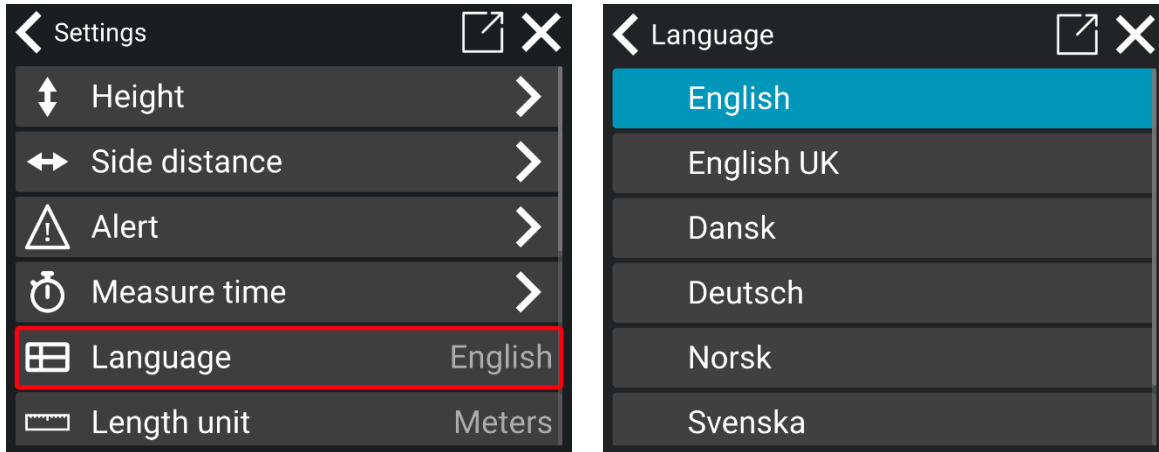 Settings
Height
Side distance
Alert
Measure time
Language English
Length unit Meters
Language
English
English UK
Dansk
Deutsch
Norsk
Svenska